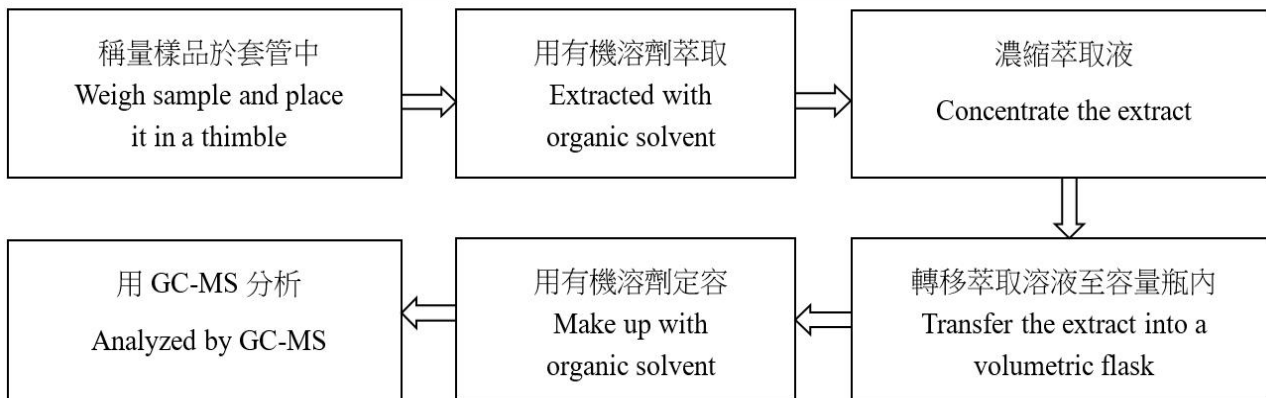 稱量樣品於套管中
Weigh sample and place
it in a thimble
用有機溶劑萃取
Extracted with
organic solvent
濃縮萃取液
Concentrate the extract
轉移萃取溶液至容量瓶內
Transfer the extract into a
volumetric flask
用有機溶劑定容
Make up with
organic solvent
用 GC-MS 分析
Analyzed by GC-MS